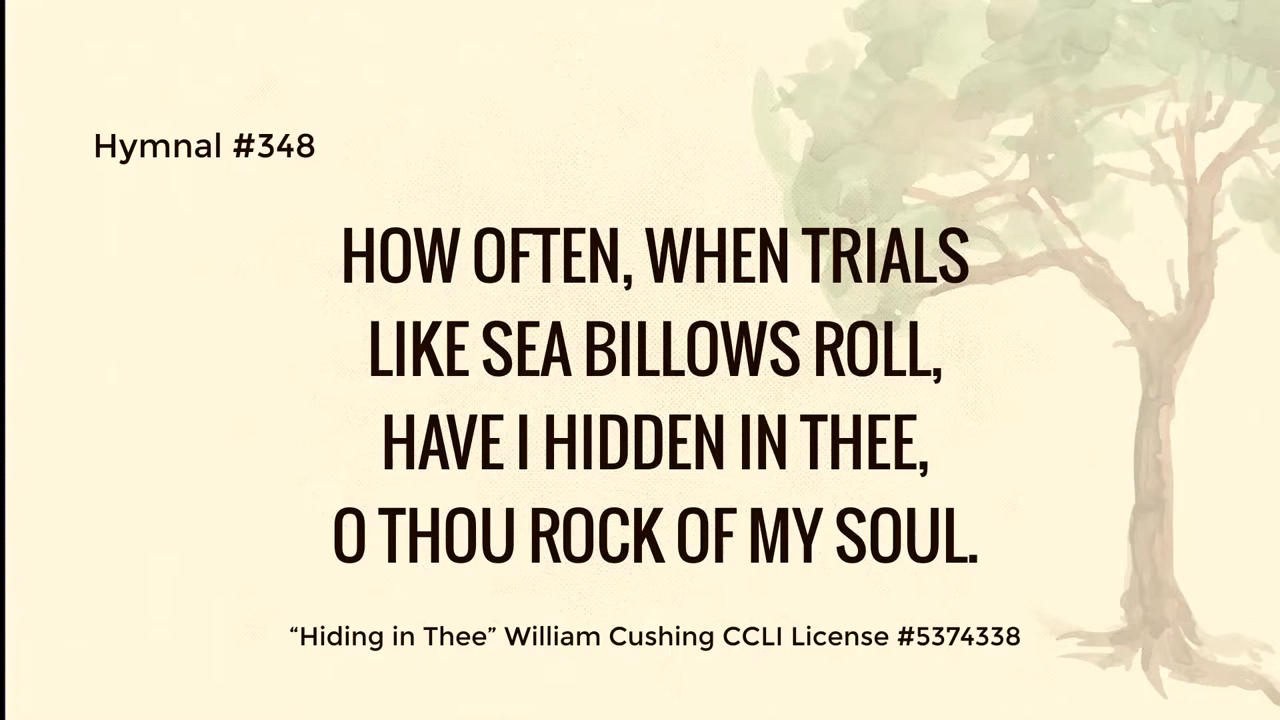 Hymnal #348
HOW OFTEN, WHEN TRIALS
LIKE SEA BILLOWS ROLL,
HAVE I HIDDEN IN THEE,
O THOU ROCK OF MY SOUL.
“Hiding in Thee” William Cushing CCLI License #5374338